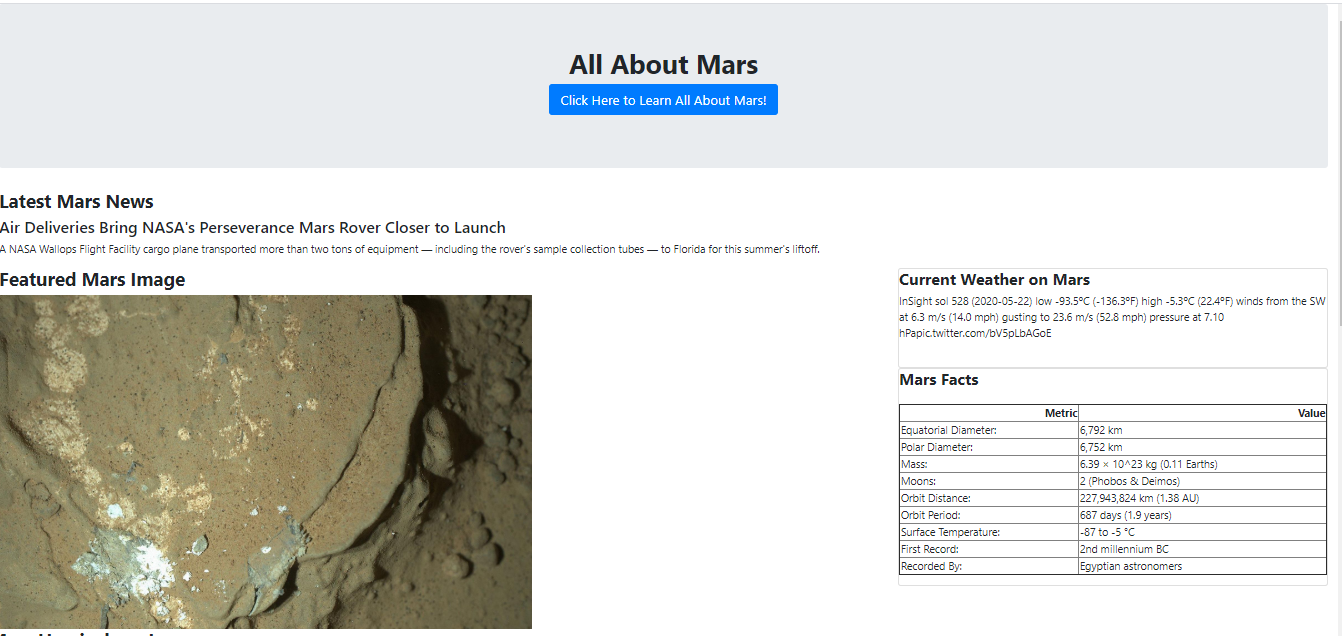 All About Mars
Click Here to Learn All About Mars!
Latest Mars News
Air Deliveries Bring NASA's Perseverance Mars Rover Closer to Launch
A NASA Wallops Flight Facility cargo plane transported more than two tons of equipment — including the rover's sample collection tubes — to Florida for this summer's liftoff.
Featured Mars Image
Current Weather on Mars
InSight sol 528 (2020-05-22) low -93.5ºC (-136.3ºF) high -5.3ºC (22.4ºF) winds from the SW
at 6.3 m/s (14.0 mph) gusting to 23.6 m/s (52.8 mph) pressure at 7.10
hPapic.twitter.com/bV5pLbAGoE
Mars Facts
Metric Value
Equatorial Diameter: 6,792 km
Polar Diameter: 6,752 km
Mass: 6.39 × 10^23 kg (0.11 Earths)
Moons: 2 (Phobos & Deimos)
Orbit Distance: 227,943,824 km (1.38 AU)
Orbit Period: 687 days (1.9 years)
Surface Temperature: -87 to -5 °C
First Record: 2nd millennium BC
Recorded By: Egyptian astronomers